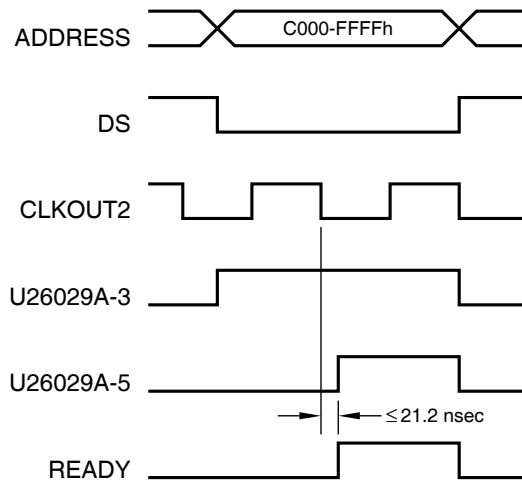 ADDRESS
C000-FFFFh
DS
CLKOUT2
U26029A-3
U26029A-5
≤21.2 nsec
READY